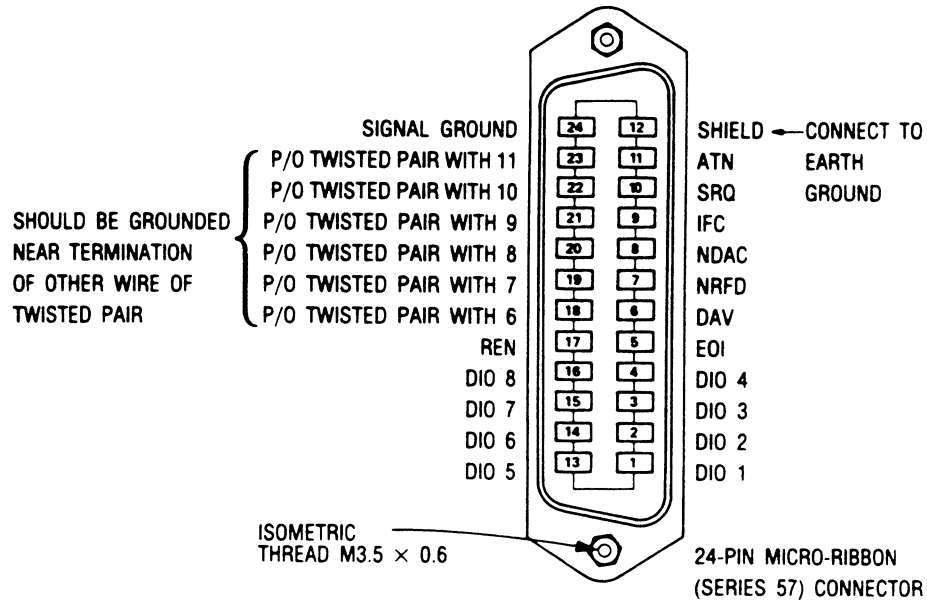 SIGNAL GROUND 24 12 SHIELD CONNECT TO
P/O TWISTED PAIR WITH 11 23 11 ATN EARTH
P/O TWISTED PAIR WITH 10 22 10 SRQ GROUND
SHOULD BE GROUNDED P/O TWISTED PAIR WITH 9 21 9 IFC
NEAR TERMINATION P/O TWISTED PAIR WITH 8 20 8 NDAC
OF OTHER WIRE OF P/O TWISTED PAIR WITH 7 19 7 NRFD
TWISTED PAIR P/O TWISTED PAIR WITH 6 18 6 DAV
REN 17 5 EOI
DIO 8 16 4 DIO 4
DIO 7 15 3 DIO 3
DIO 6 14 2 DIO 2
DIO 5 13 1 DIO 1
ISOMETRIC
THREAD M3.5 × 0.6
24-PIN MICRO-RIBBON
(SERIES 57) CONNECTOR